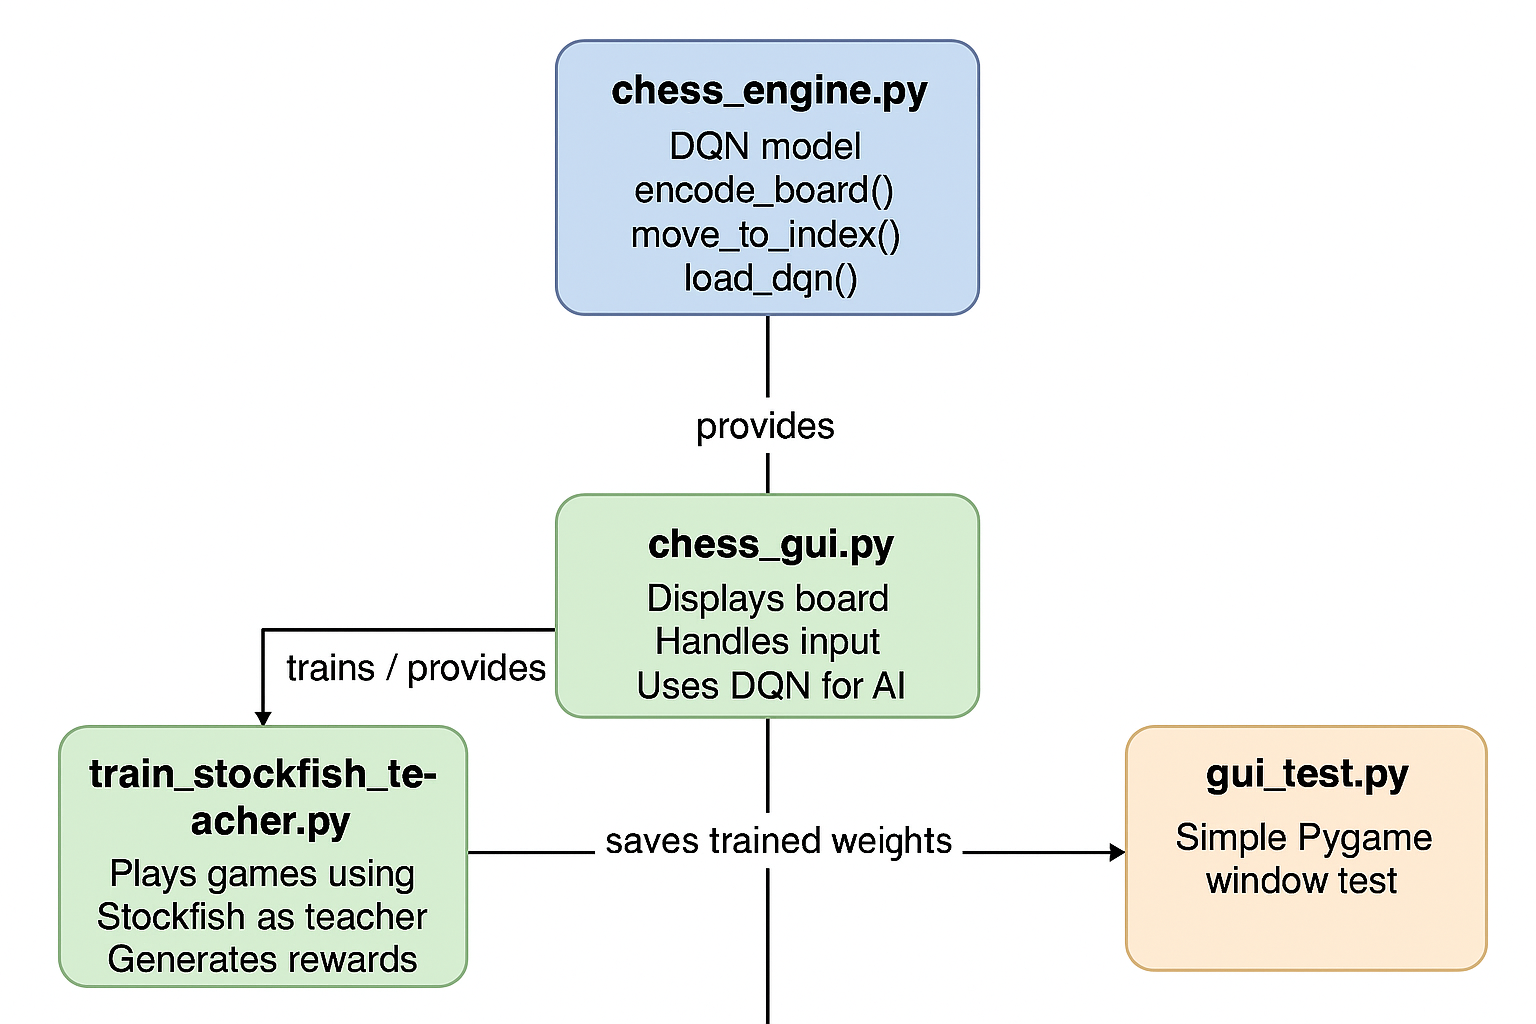 chess_engine.py
DQN model
encode_board()
move_to_index()
load_dqn()
provides
chess_gui.py
Displays board
Handles input
Uses DQN for AI
trains / provides
train_stockfish_te-
acher.py
Plays games using
Stockfish as teacher
Generates rewards
saves trained weights
gui_test.py
Simple Pygame
window test